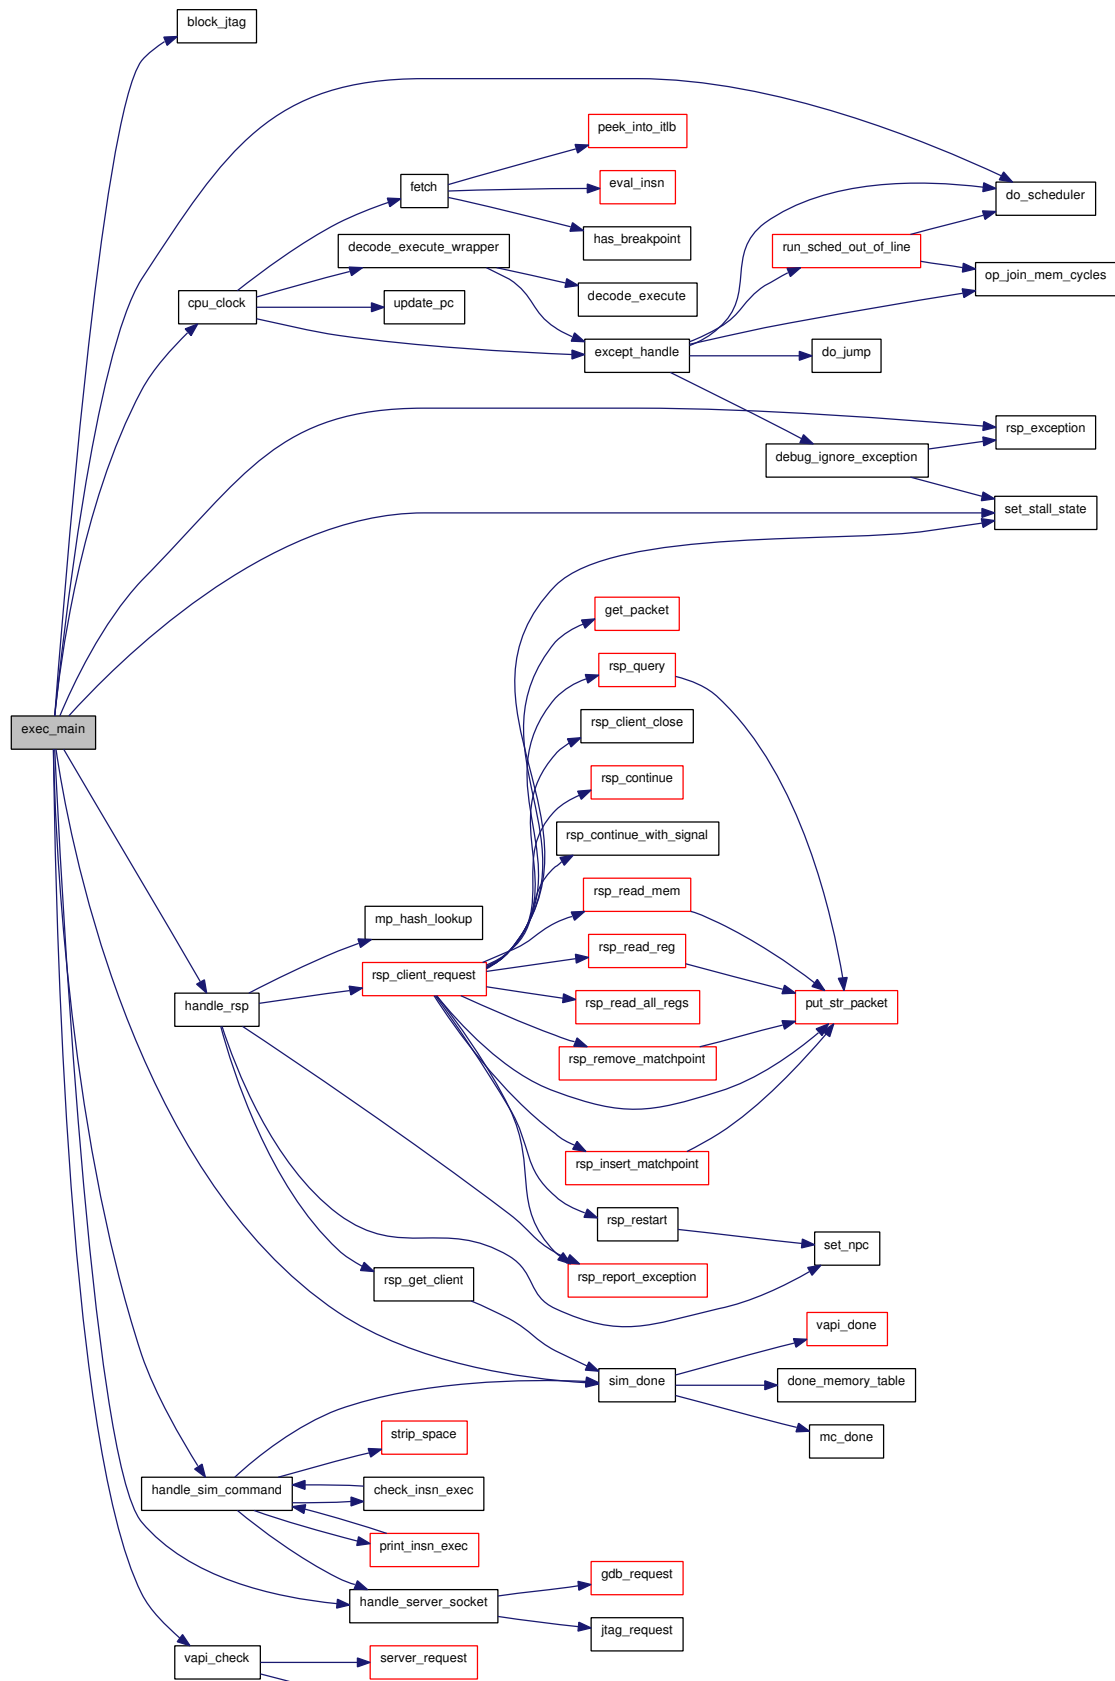 block_jtag
peek_into_itlb
fetch
eval_insn
do_scheduler
has_breakpoint
decode_execute_wrapper
run_sched_out_of_line
op_join_mem_cycles
cpu_clock
update_pc
decode_execute
except_handle
do_jump
rsp_exception
debug_ignore_exception
set_stall_state
get_packet
rsp_query
rsp_client_close
exec_main
rsp_continue
rsp_continue_with_signal
rsp_read_mem
mp_hash_lookup
rsp_read_reg
rsp_client_request
handle_rsp
rsp_read_all_regs
put_str_packet
rsp_remove_matchpoint
rsp_insert_matchpoint
rsp_restart
set_npc
rsp_get_client
rsp_report_exception
vapi_done
sim_done
done_memory_table
strip_space
mc_done
handle_sim_command
check_insn_exec
print_insn_exec
gdb_request
handle_server_socket
jtag_request
vapi_check
server_request